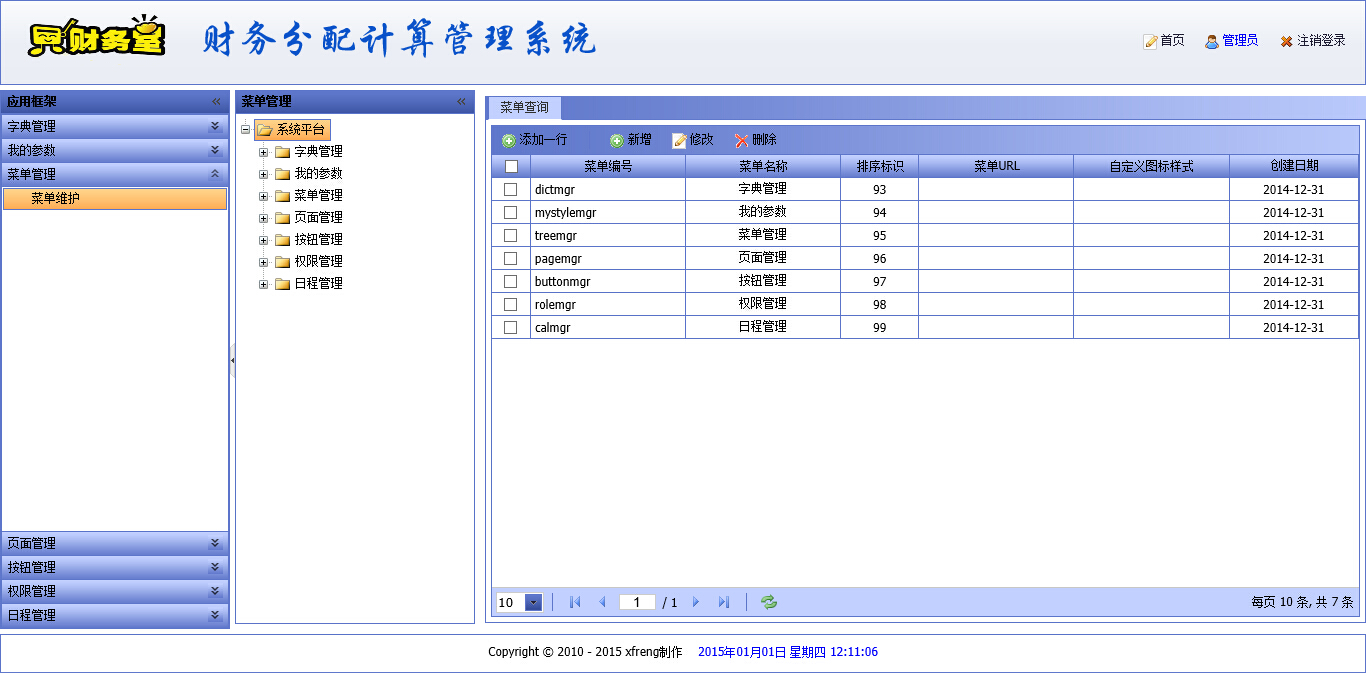 贝财务堂 财务分配计算管理系统
首页 管理员 注销登录
应用框架
字典管理
我的参数
菜单管理
菜单维护
页面管理
按钮管理
权限管理
日程管理
菜单管理
系统平台
字典管理
我的参数
菜单管理
页面管理
按钮管理
权限管理
日程管理
菜单查询
添加一行 新增 修改 删除
菜单编号 菜单名称 排序标识 菜单URL 自定义图标样式 创建日期
dictmgr 字典管理 93 2014-12-31
mystylemgr 我的参数 94 2014-12-31
treemgr 菜单管理 95 2014-12-31
pagemgr 页面管理 96 2014-12-31
buttonmgr 按钮管理 97 2014-12-31
rolemgr 权限管理 98 2014-12-31
calmgr 日程管理 99 2014-12-31
10 1 / 1 每页 10 条, 共 7 条
Copyright © 2010 - 2015 xfreng制作 2015年01月01日 星期四 12:11:06